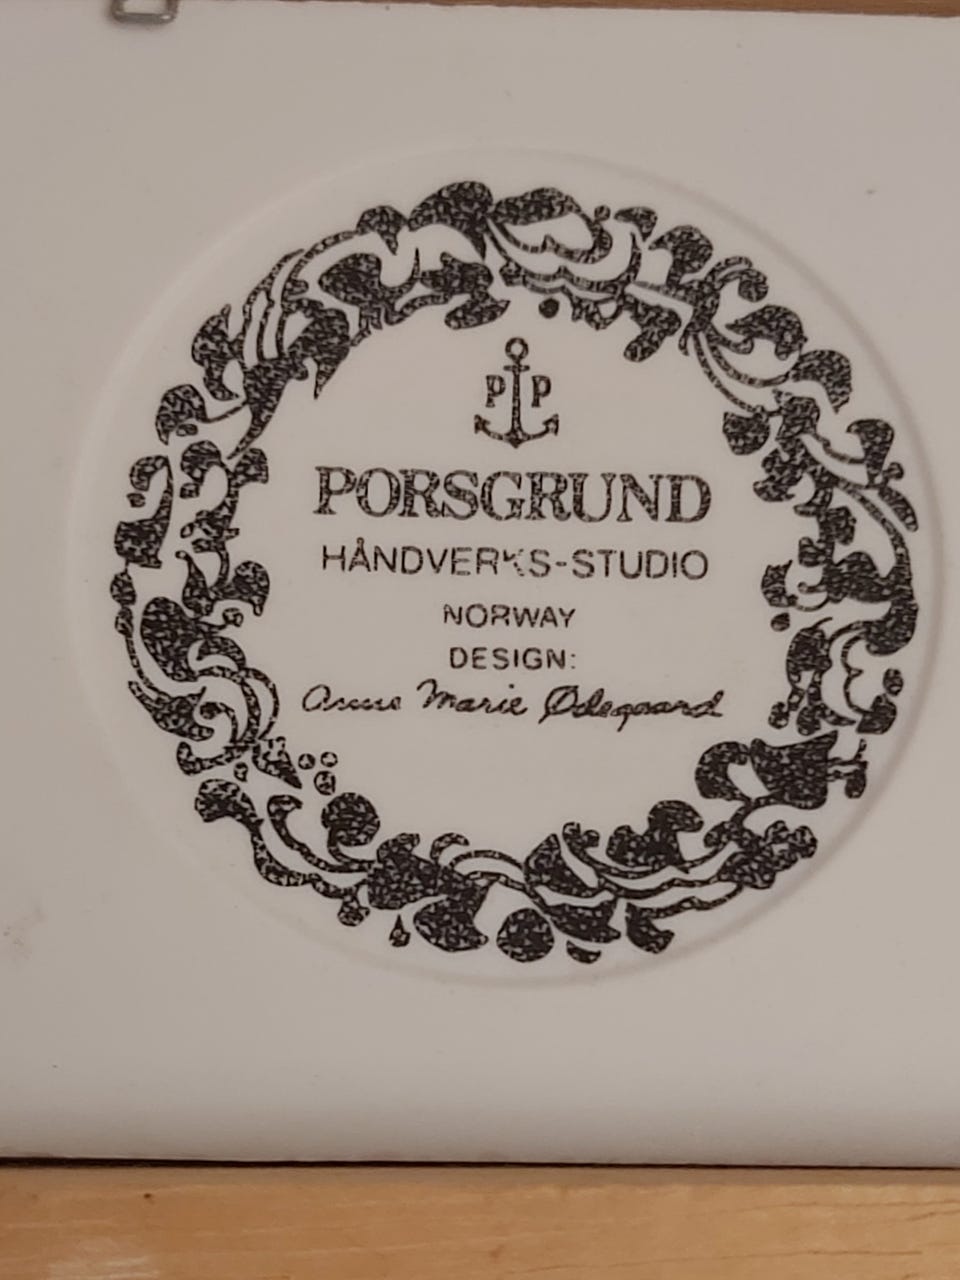 P P
PORSGRUND
HÅNDVERKS-STUDIO
NORWAY
DESIGN:
Anne Marie Ødegaard